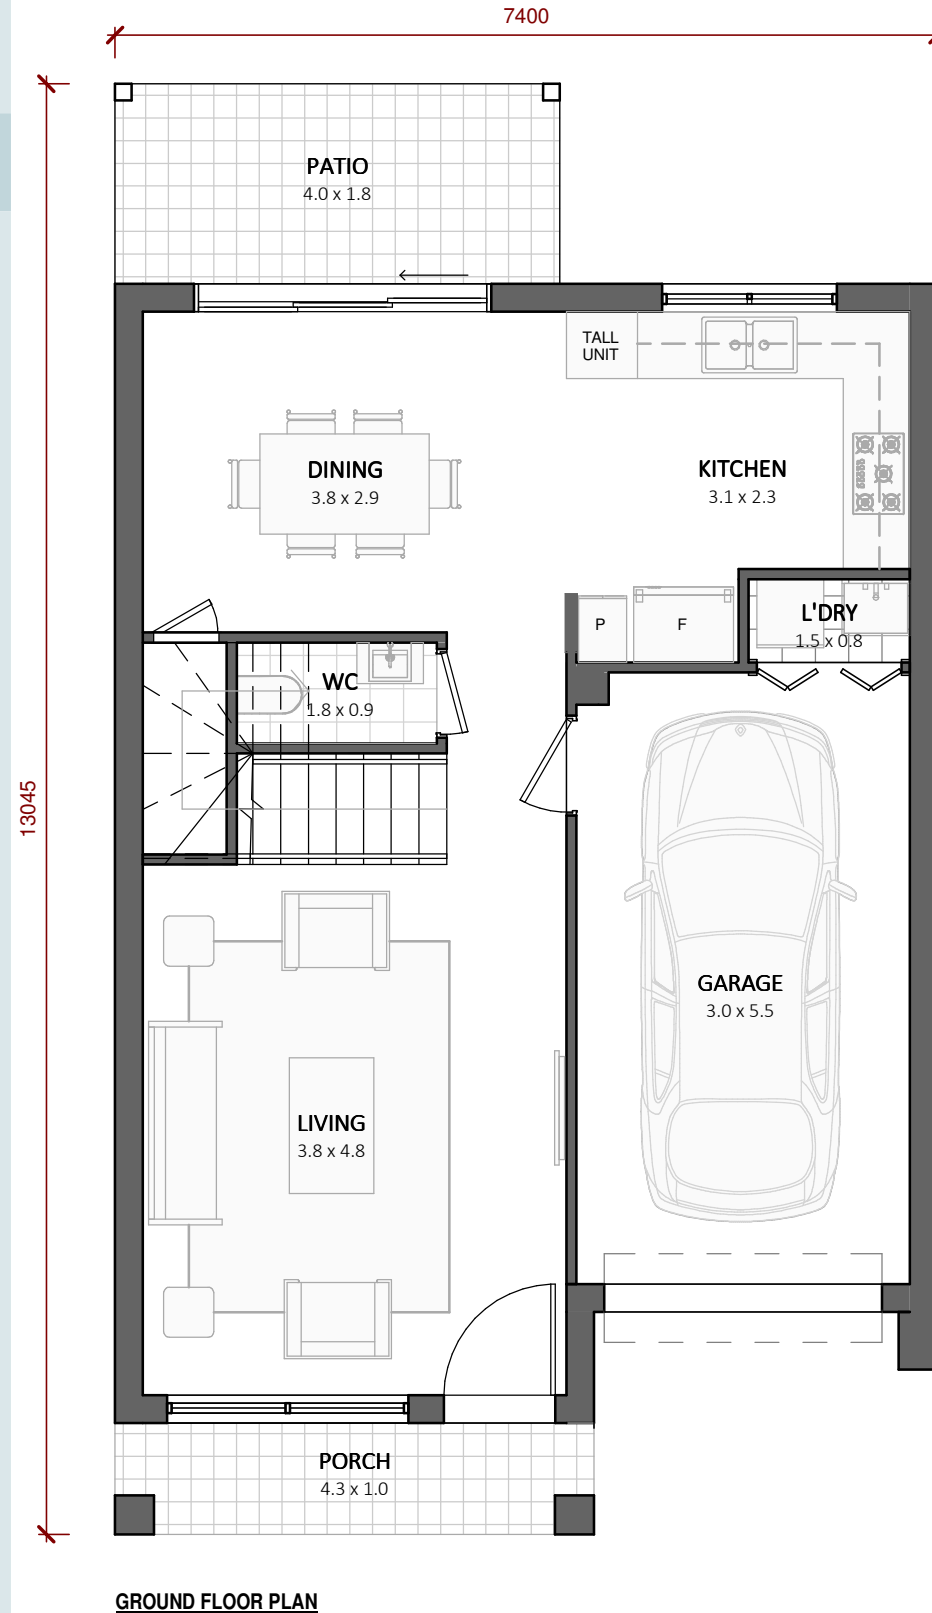 7400
PATIO
4.0 x 1.8
TALL
UNIT
DINING
3.8 x 2.9
KITCHEN
3.1 x 2.3
P
F
L'DRY
1.5 x 0.8
WC
1.8 x 0.9
13045
GARAGE
3.0 x 5.5
LIVING
3.8 x 4.8
PORCH
4.3 x 1.0
GROUND FLOOR PLAN